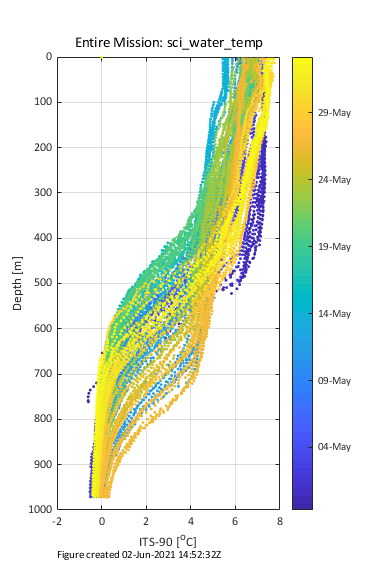 Entire Mission: sci_water_temp
0
100
200
300
400
500
600
700
800
900
1000
Depth [m]
-2 0 2 4 6 8
ITS-90 [°C]
29-May
24-May
19-May
14-May
09-May
04-May
Figure created 02-Jun-2021 14:52:32Z